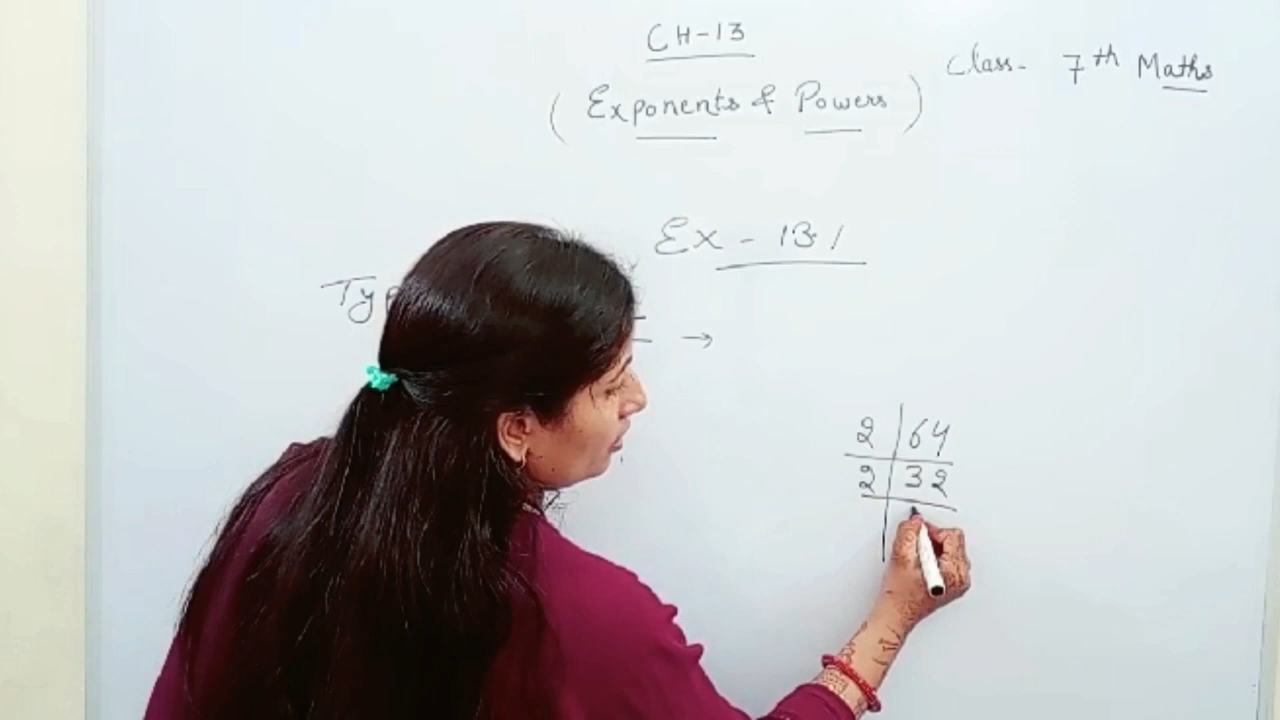 CH-13
Class- 7th Maths
(Exponents & Powers)
Ex - 13.1
→
2 | 64
2 | 32